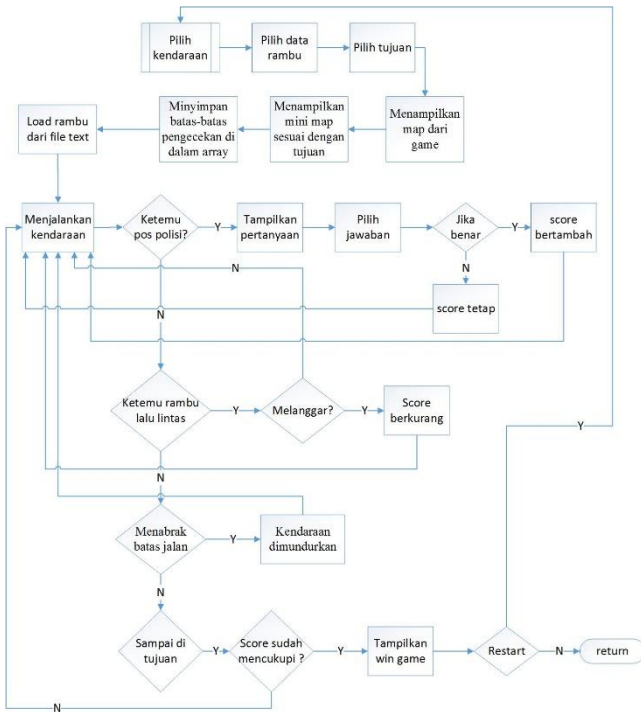 Pilih
kendaraan
Pilih data
rambu
Pilih tujuan
Load rambu
dari file text
Minyimpan
batas-batas
pengecekan di
dalam array
Menampilkan
mini map
sesuai dengan
tujuan
Menampilkan
map dari
game
Menjalankan
kendaraan
Ketemu
pos polisi?
Y
Tampilkan
pertanyaan
Pilih
jawaban
Jika
benar
Y
score
bertambah
N
N
score tetap
N
Ketemu rambu
lalu lintas
Y
Melanggar?
Y
Score
berkurang
Y
N
Menabrak
batas jalan
Y
Kendaraan
dimundurkan
N
Sampai di
tujuan
Y
Score sudah
mencukupi ?
Y
Tampilkan
win game
Restart
N
return
N